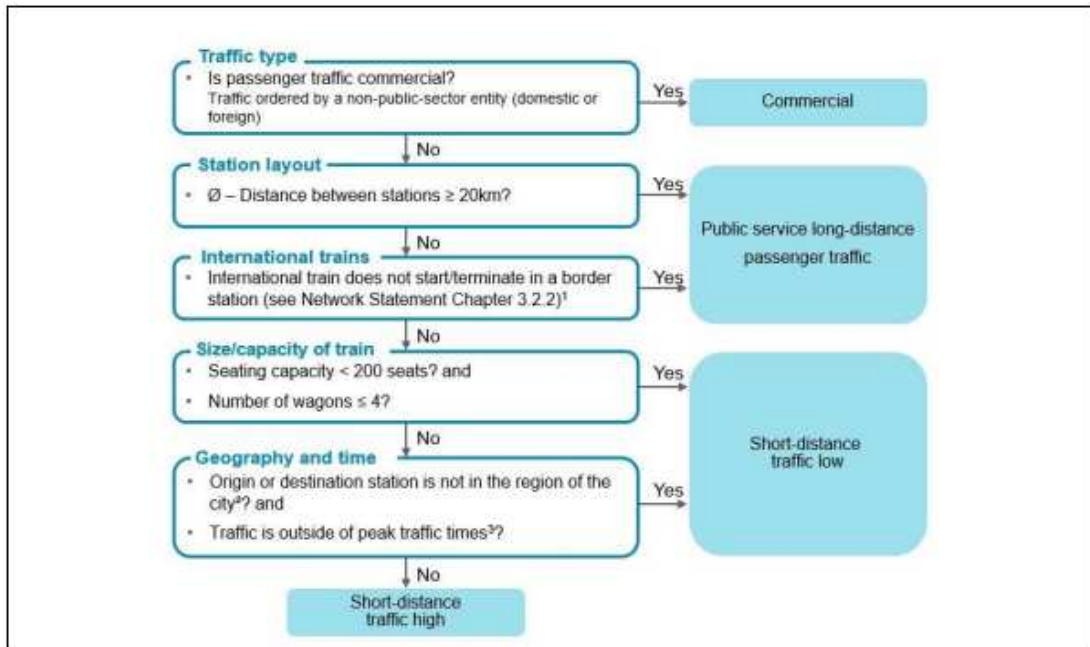 Traffic type
• Is passenger traffic commercial?
Traffic ordered by a non-public-sector entity (domestic or
foreign)
Yes
Commercial
No
Station layout
• Ø – Distance between stations ≥ 20km?
Yes
Public service long-distance
passenger traffic
No
International trains
• International train does not start/terminate in a border
station (see Network Statement Chapter 3.2.2)¹
Yes
No
Size/capacity of train
• Seating capacity < 200 seats? and
• Number of wagons ≤ 4?
Yes
Short-distance
traffic low
No
Geography and time
• Origin or destination station is not in the region of the
city²? and
• Traffic is outside of peak traffic times³?
Yes
No
Short-distance
traffic high